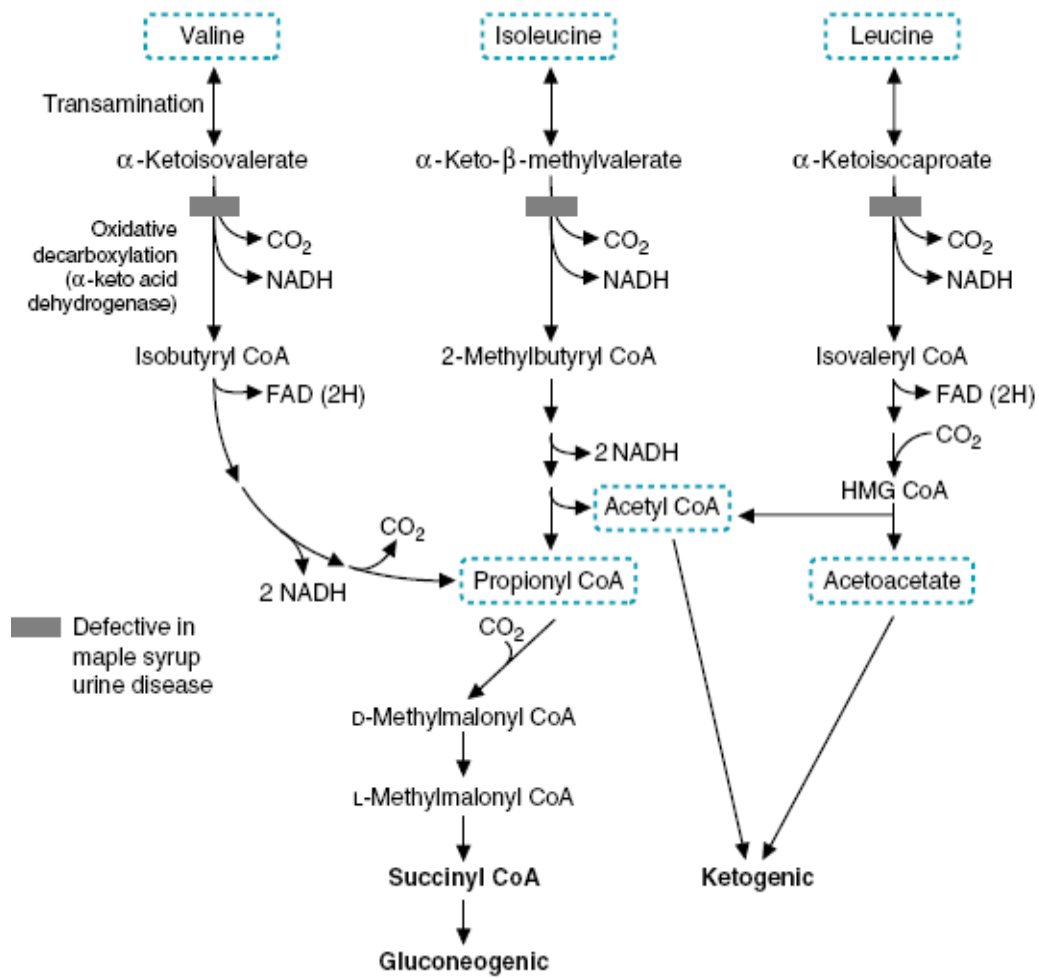 Valine
Isoleucine
Leucine
Transamination
α-Ketoisovalerate
α-Keto-β-methylvalerate
α-Ketoisocaproate
Oxidative
decarboxylation
(α-keto acid
dehydrogenase)
CO2
NADH
CO2
NADH
CO2
NADH
Isobutyryl CoA
2-Methylbutyryl CoA
Isovaleryl CoA
FAD (2H)
FAD (2H)
2 NADH
CO2
HMG CoA
Acetyl CoA
CO2
2 NADH
Propionyl CoA
Acetoacetate
Defective in
maple syrup
urine disease
CO2
D-Methylmalonyl CoA
L-Methylmalonyl CoA
Succinyl CoA
Ketogenic
Gluconeogenic